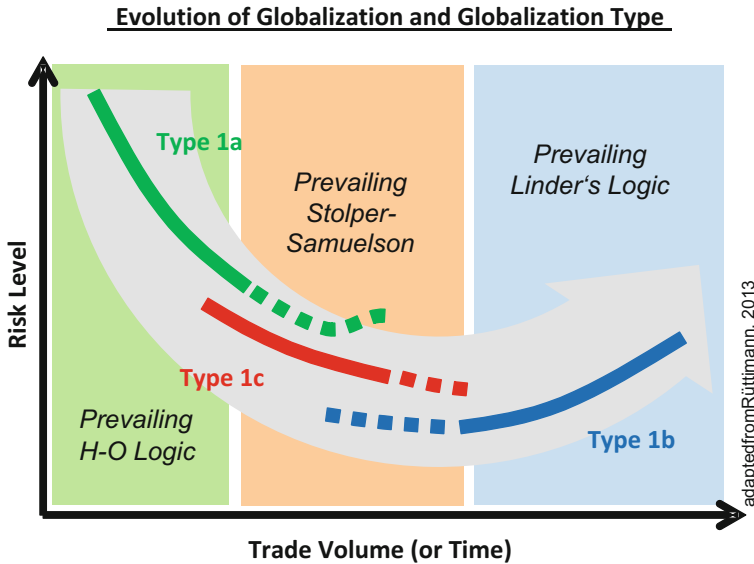 Evolution of Globalization and Globalization Type
Type 1a
Prevailing
Stolper-
Samuelson
Prevailing
Linder‘s Logic
Risk Level
Type 1c
Prevailing
H-O Logic
Type 1b
Trade Volume (or Time)
adaptedfromRüttimann, 2013